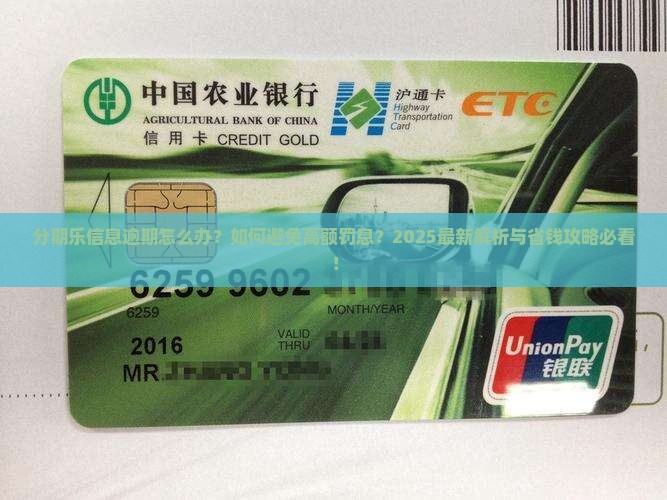 中国农业银行
AGRICULTURAL BANK OF CHINA
信用卡 CREDIT GOLD
沪通卡
Highway
Transportation
Card
ETC
分期乐信息逾期怎么办？如何避免高额罚息？2025最新解析与省钱攻略必看
！
6259 9602
6259
MONTH/YEAR
2016
VALID
THRU
MR.
UnionPay
银联